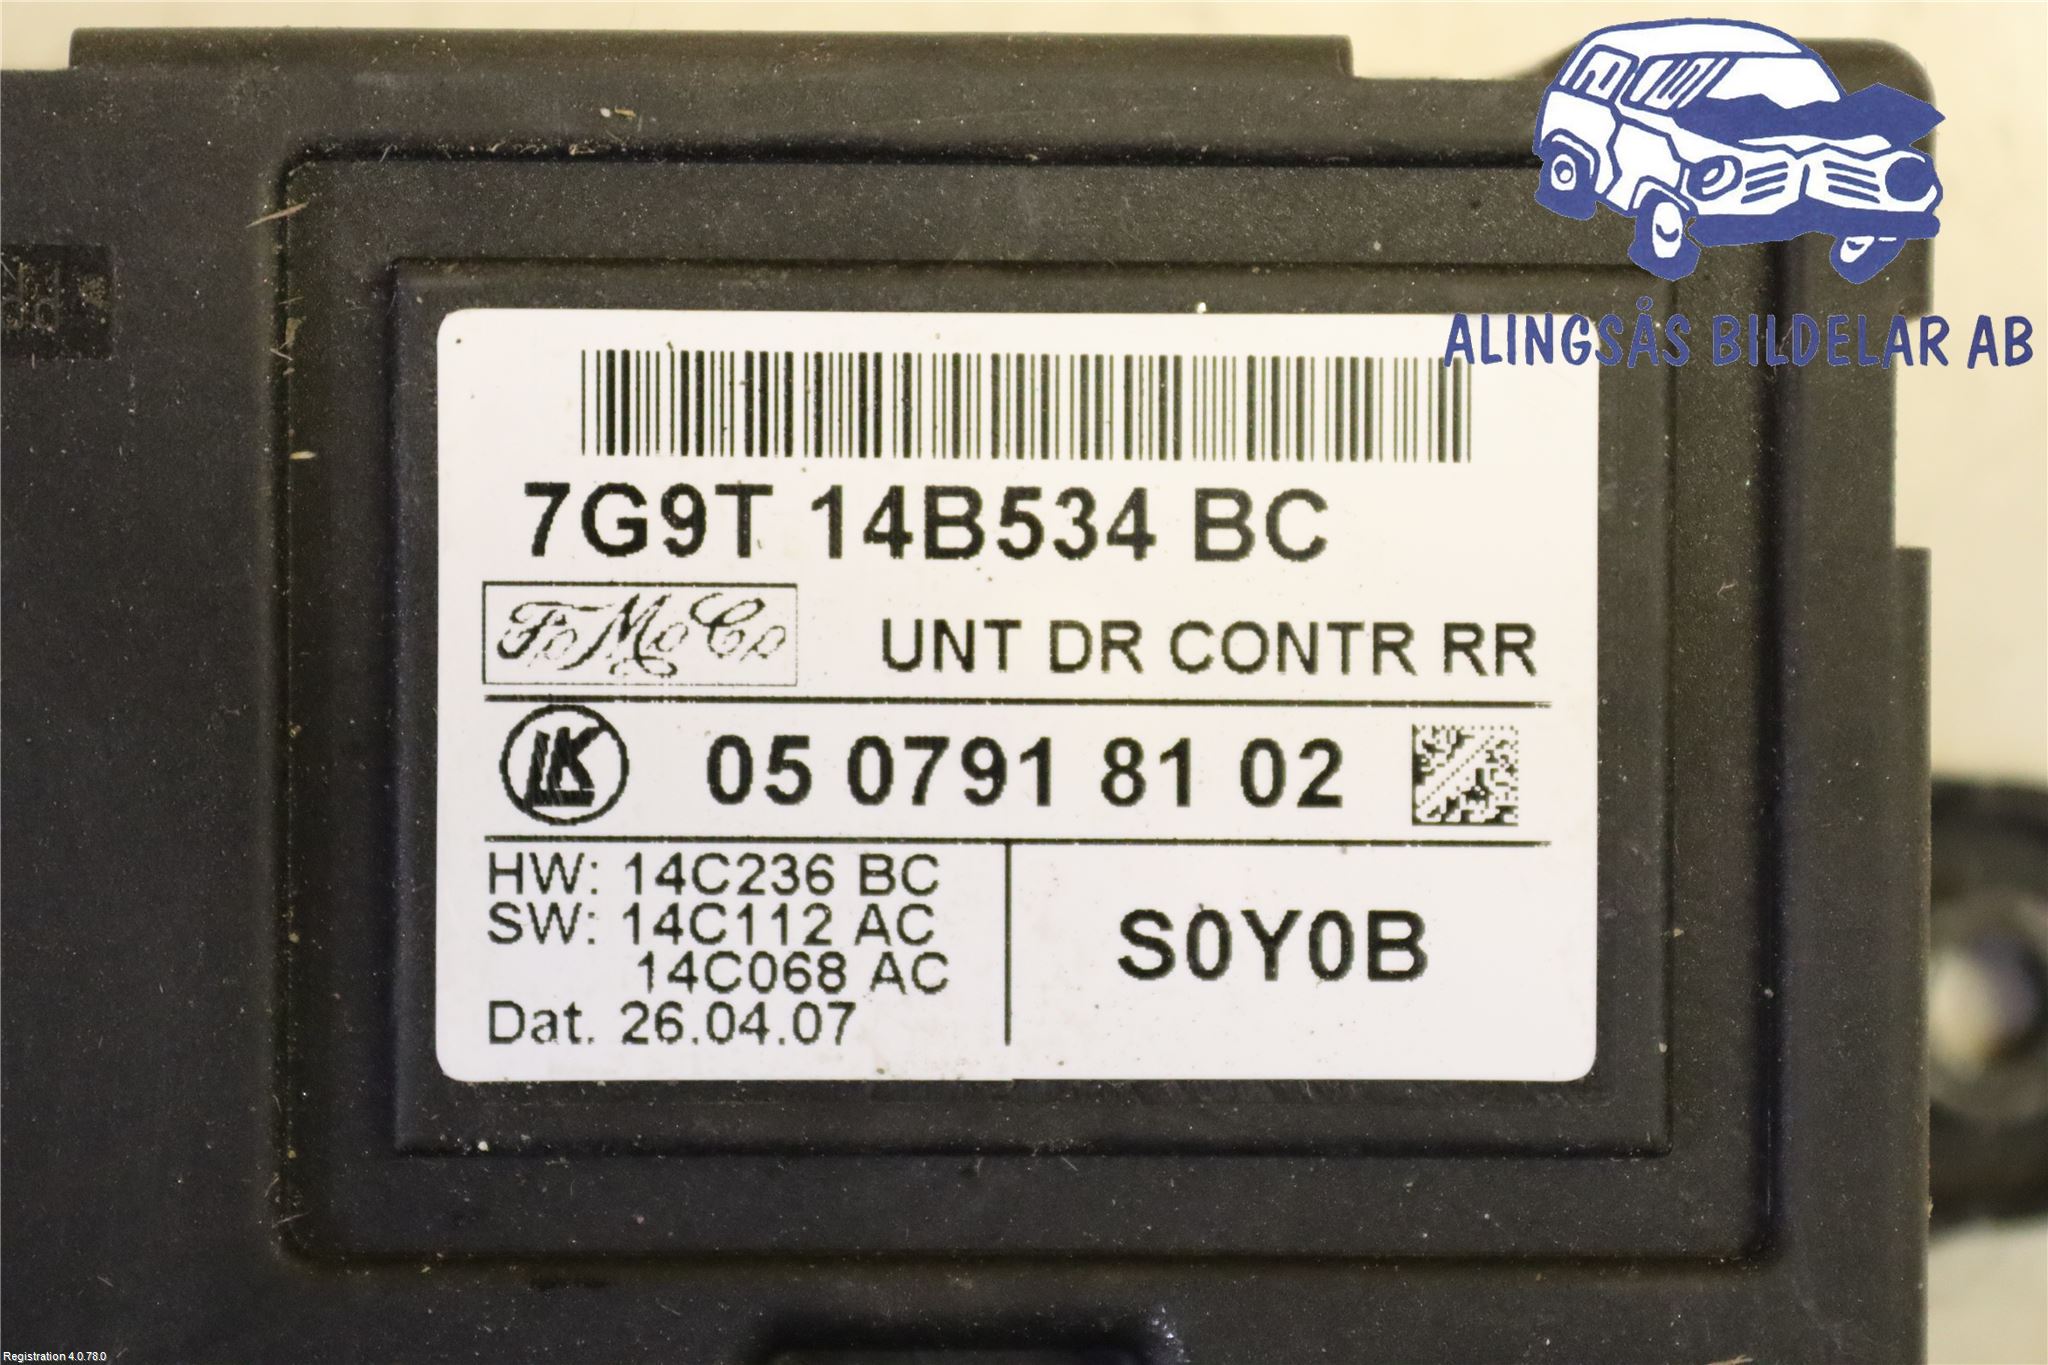 ALINGSÅS BILDELAR AB
7G9T 14B534 BC
FoMoCo UNT DR CONTR RR
LK 05 0791 81 02
HW: 14C236 BC
SW: 14C112 AC
14C068 AC
Dat. 26.04.07
S0Y0B
Registration 4.0.78.0